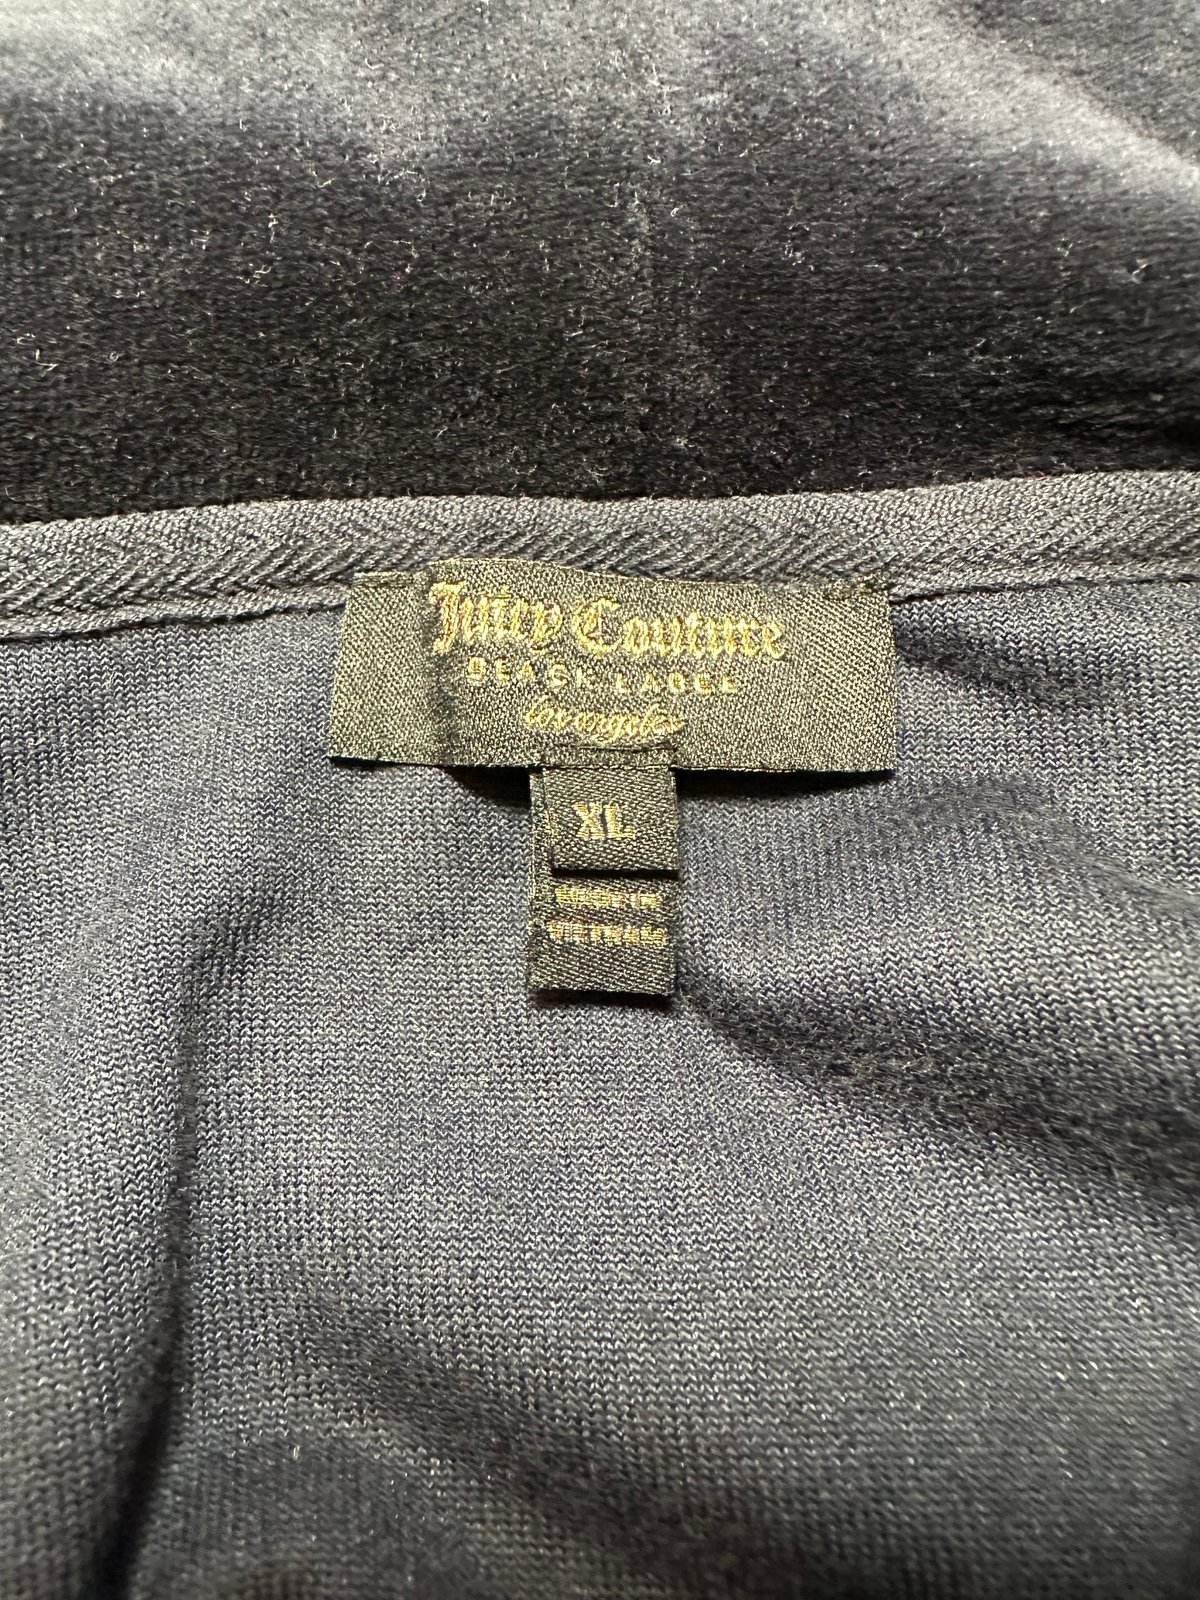 Juicy Couture
BLACK LABEL
Los Angeles
XL
MADE IN
VIETNAM